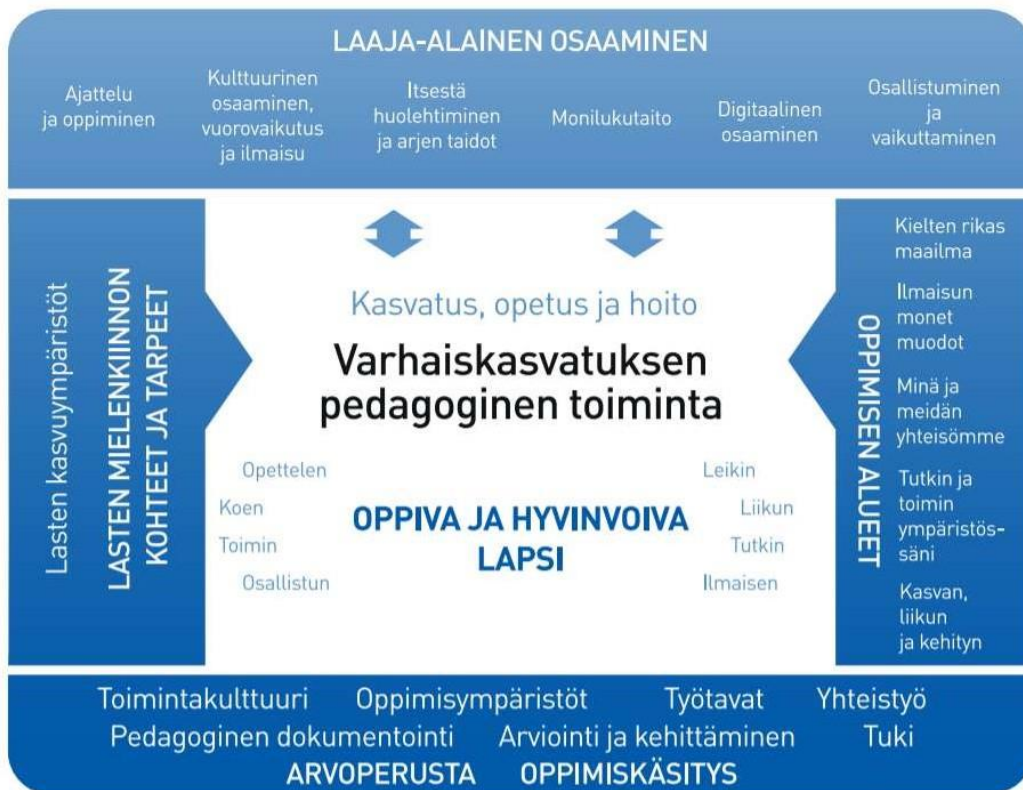 LAAJA-ALAINEN OSAAMINEN
Ajattelu
ja oppiminen
Kulttuurinen
osaaminen,
vuorovaikutus
ja ilmaisu
Itsestä
huolehtiminen
ja arjen taidot
Monilukutaito
Digitaalinen
osaaminen
Osallistuminen
ja
vaikuttaminen
Lasten kasvuympäristöt
LASTEN MIELENKIINNON
KOHTEET JA TARPEET
Kasvatus, opetus ja hoito
Varhaiskasvatuksen
pedagoginen toiminta
Opettelen
Koen
Toimin
Osallistun
OPPIVA JA HYVINVOIVA
LAPSI
Leikin
Liikun
Tutkin
Ilmaisen
OPPIMISEN ALUEET
Kielten rikas
maailma
Ilmaisun
monet
muodot
Minä ja
meidän
yhteisömme
Tutkin ja
toimin
ympäristös-
säni
Kasvan,
liikun
ja kehityn
Toimintakulttuuri Oppimisympäristöt Työtavat Yhteistyö
Pedagoginen dokumentointi Arviointi ja kehittäminen Tuki
ARVOPERUSTA OPPIMISKÄSITYS